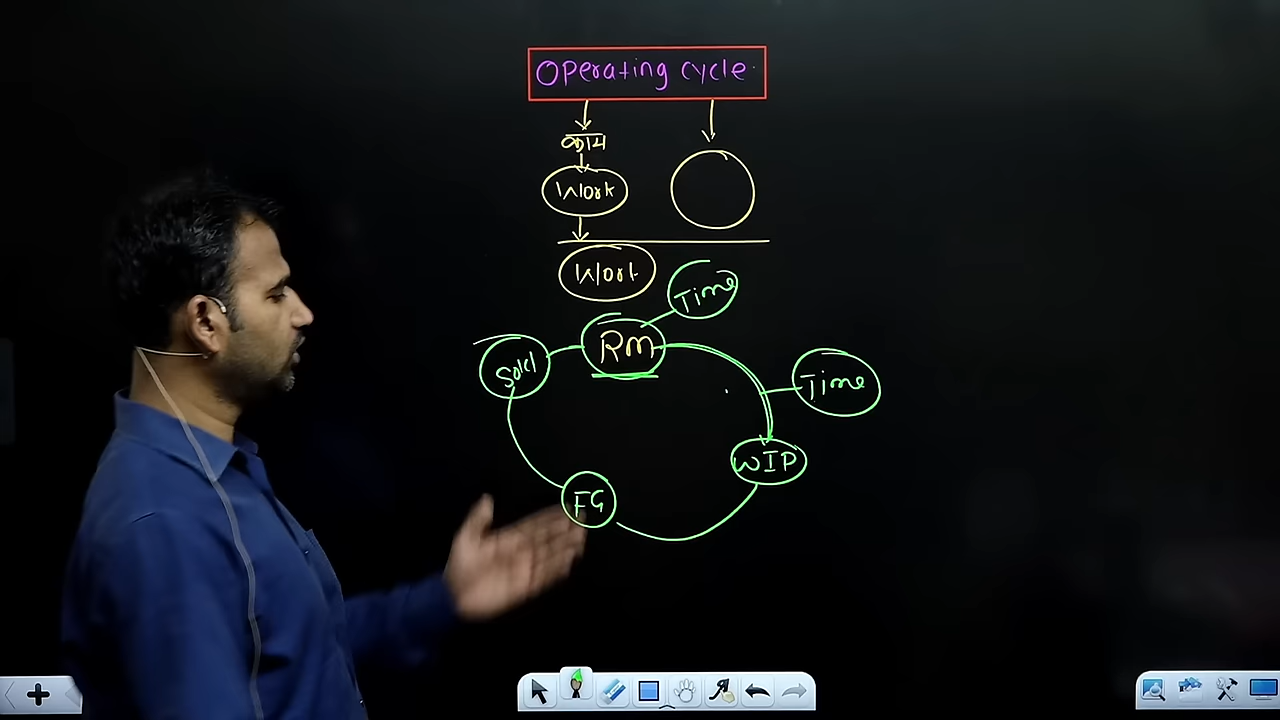 Operating cycle
काम
Work
Work
Time
RM
Sold
Time
WIP
FG